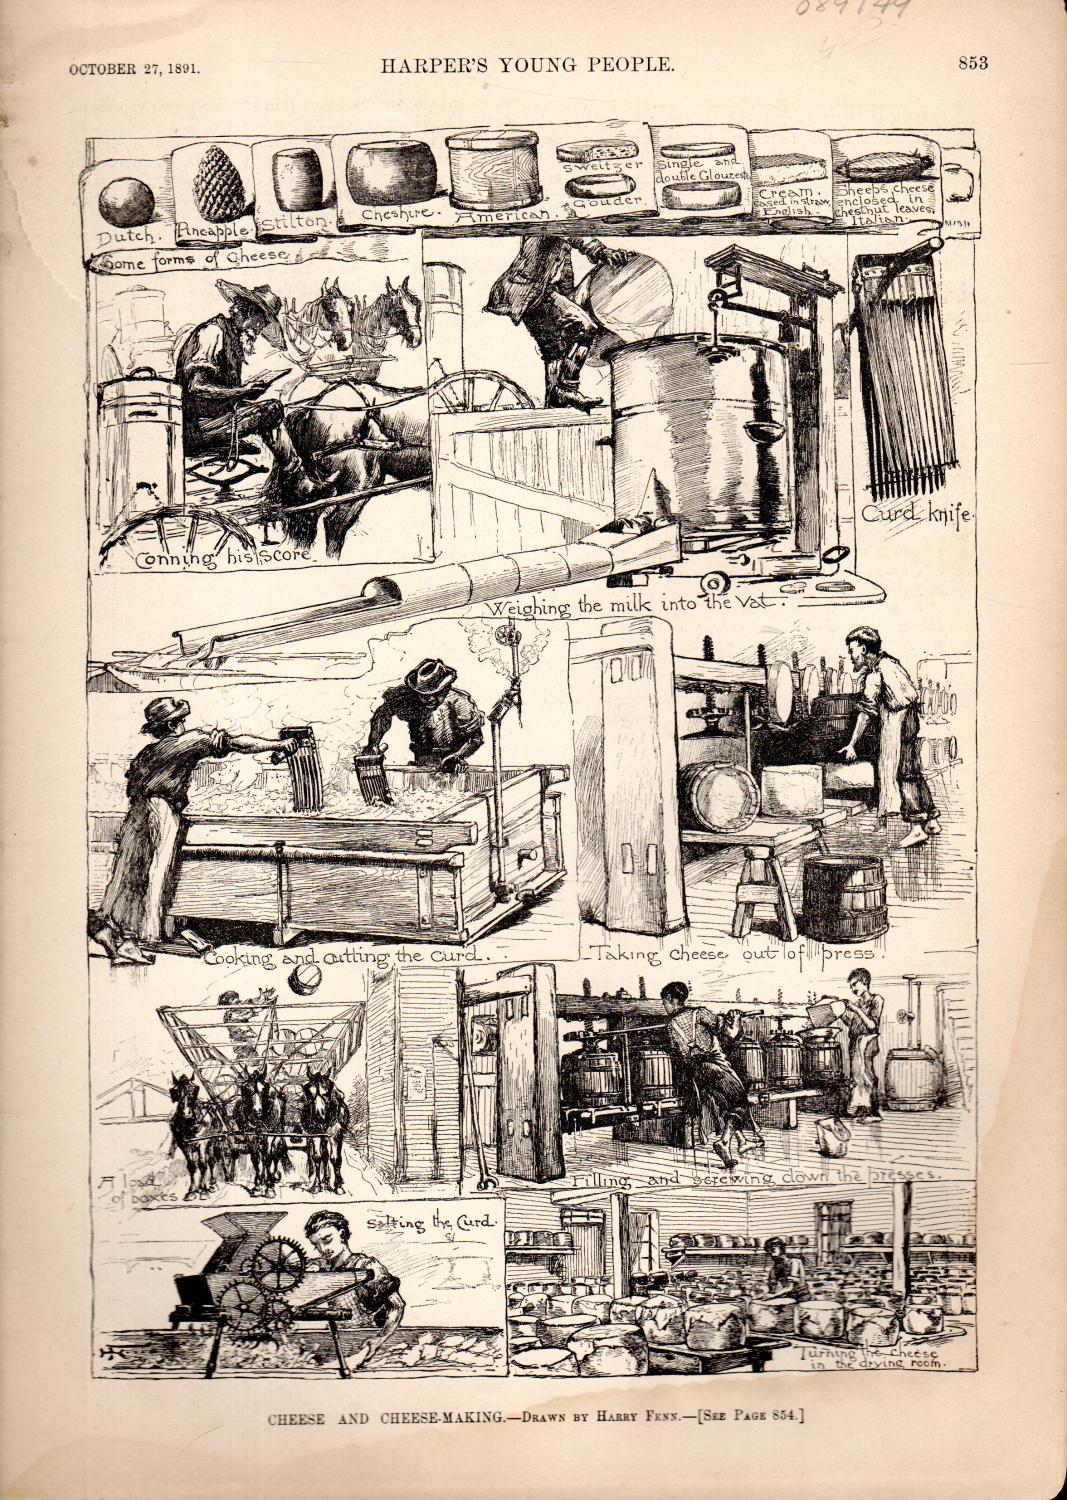 OCTOBER 27, 1891.
HARPER'S YOUNG PEOPLE.
853
Dutch.
Pineapple
Stilton.
Cheshire.
American.
Sweitzer
Gouder.
Single and
double Gloucest
Cream.
cased in straw.
English.
Sheeps cheese
enclosed in
chestnut leaves,
Italian.
Some forms of Cheese
Conning his score
Weighing the milk into the Vat.
Curd knife.
Cooking and cutting the Curd.
Taking cheese out of press.
A load
of boxes
Filling and screwing down the presses.
Salting the Curd.
Turning the cheese
in the drying room.
CHEESE AND CHEESE-MAKING.—DRAWN BY HARRY FENN.—[SEE PAGE 854.]